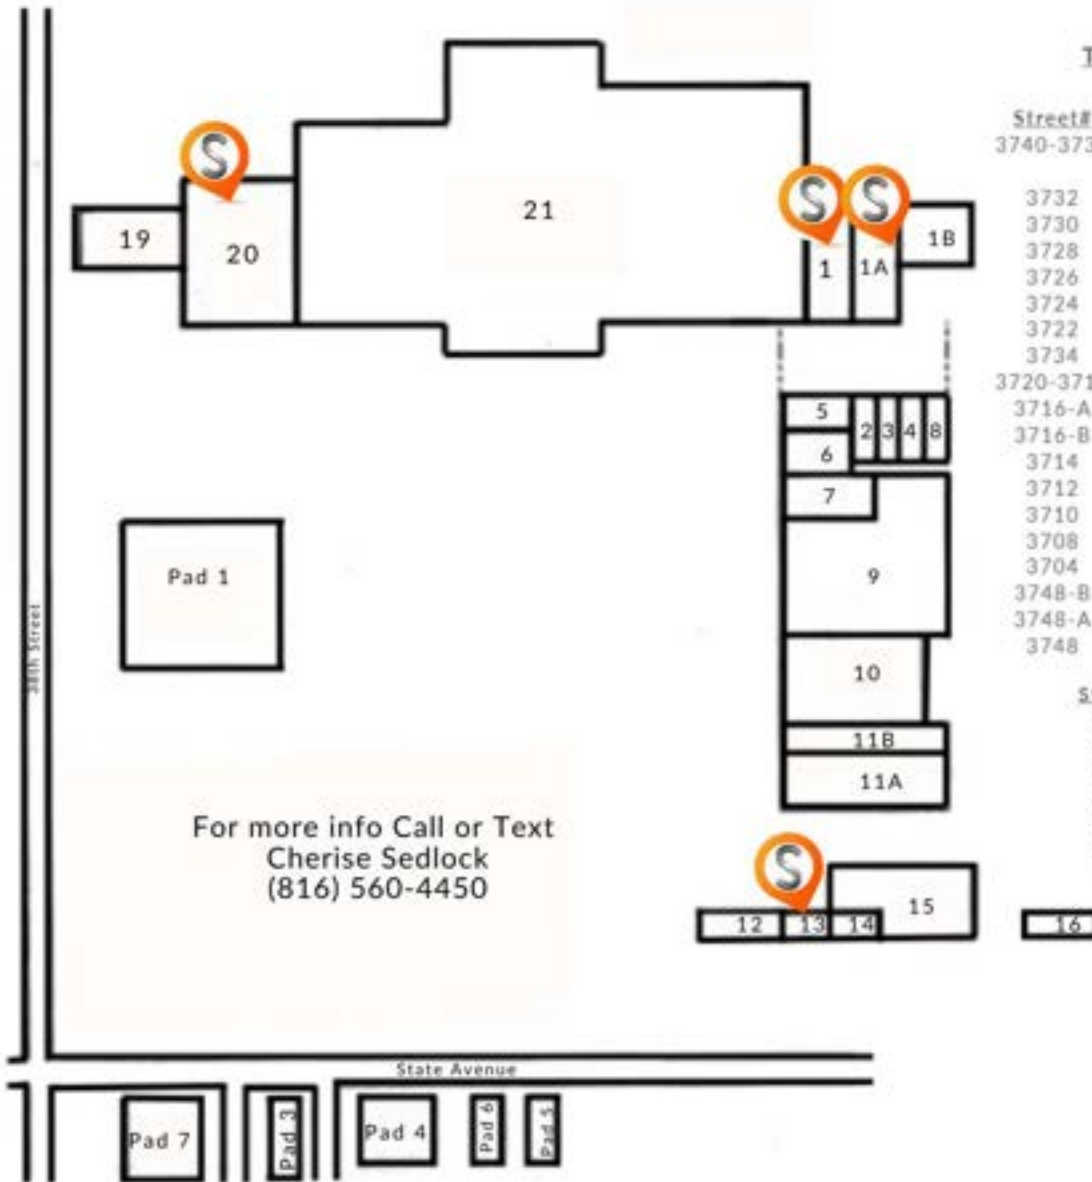 T
Street#
3740-373
3732
3730
3728
3726
3724
3722
3734
3720-371
3716-A
3716-B
3714
3712
3710
3708
3704
3748-B
3748-A
3748
S
S
S
S
19
20
21
1
1A
1B
5
2
3
4
8
6
7
9
10
11B
11A
Pad 1
38th Street
For more info Call or Text
Cherise Sedlock
(816) 560-4450
S
12
13
14
15
16
State Avenue
Pad 7
Pad 3
Pad 4
Pad 6
Pad 5